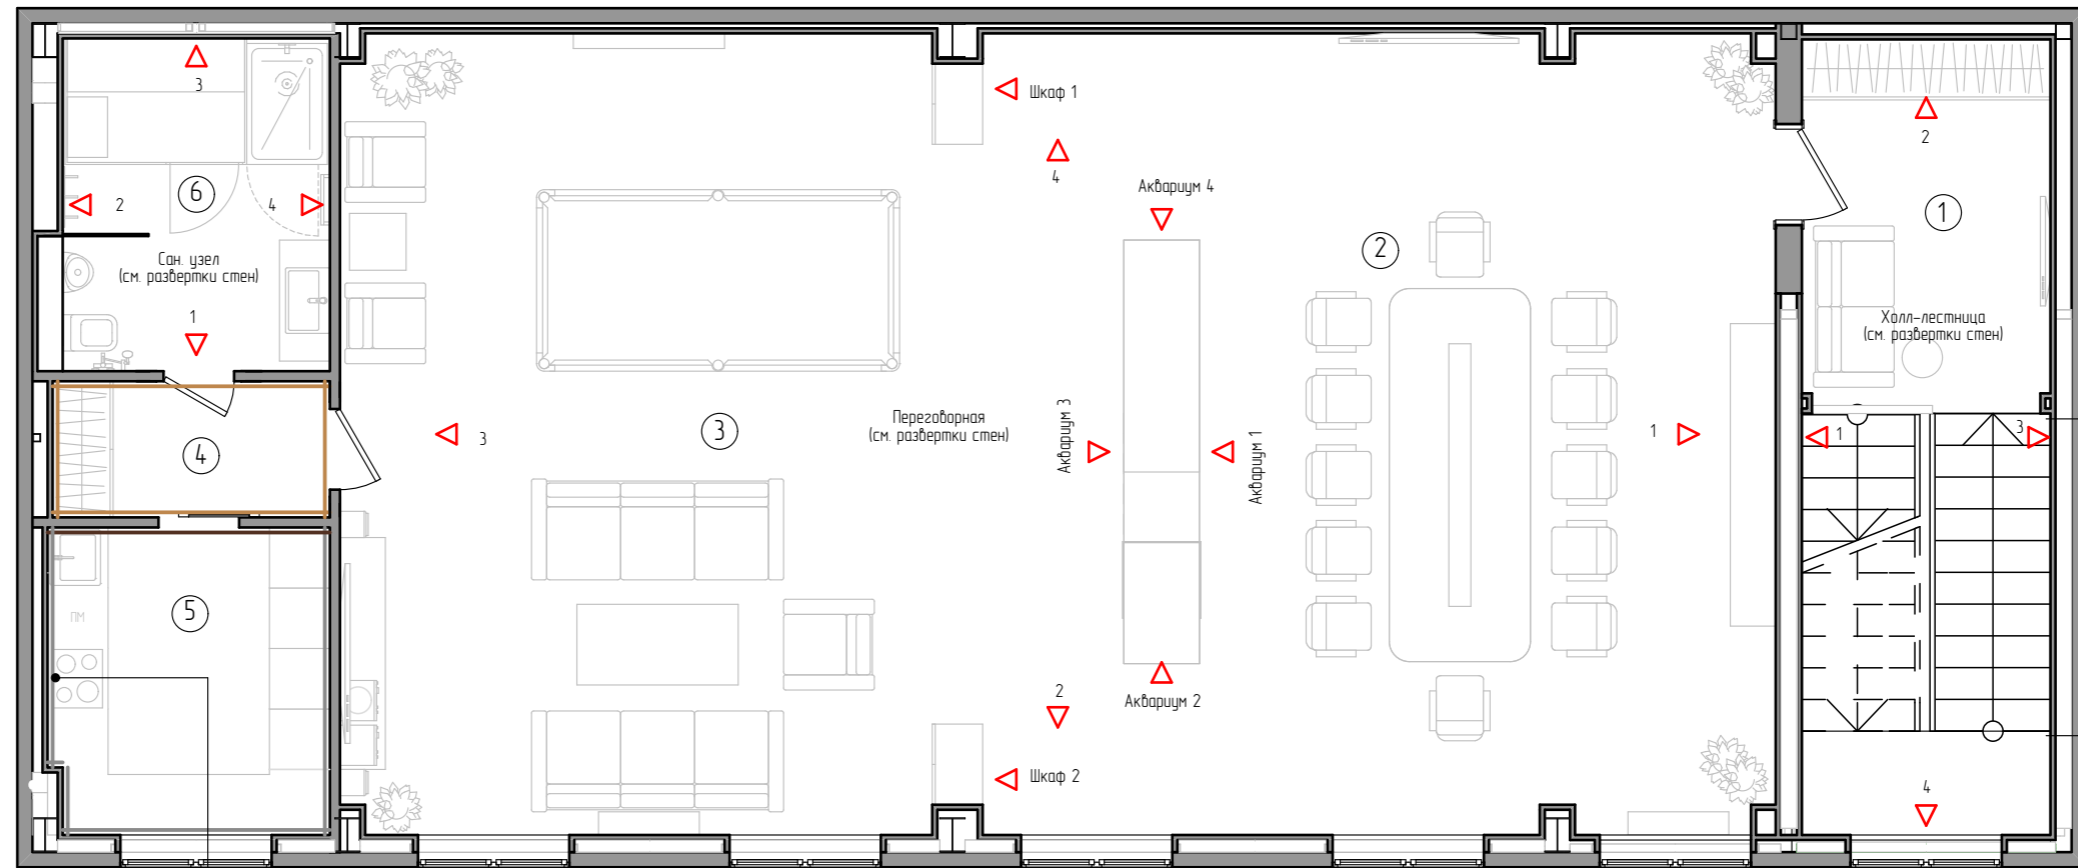 3
Шкаф 1
2
4
Аквариум 4
2
6
4
1
2
Сан. узел
(см. развертки стен)
1
Холл-лестница
(см. развертки стен)
Переговорная
(см. развертки стен)
3
3
Аквариум 3
Аквариум 1
1
1
3
4
5
ПМ
2
Аквариум 2
Шкаф 2
4